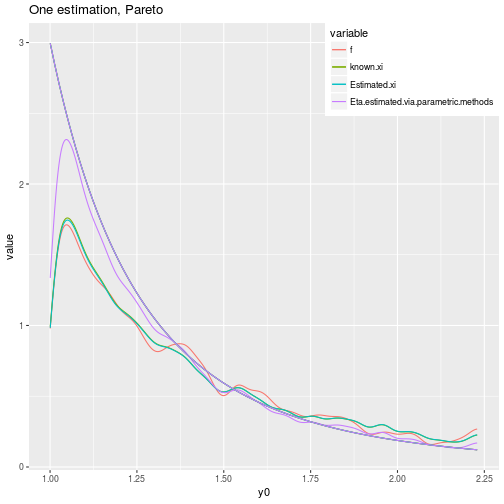 One estimation, Pareto
variable
f
known.xi
Estimated.xi
Eta.estimated.via.parametric.methods
value
3
2
1
0
1.00 1.25 1.50 1.75 2.00 2.25
y0